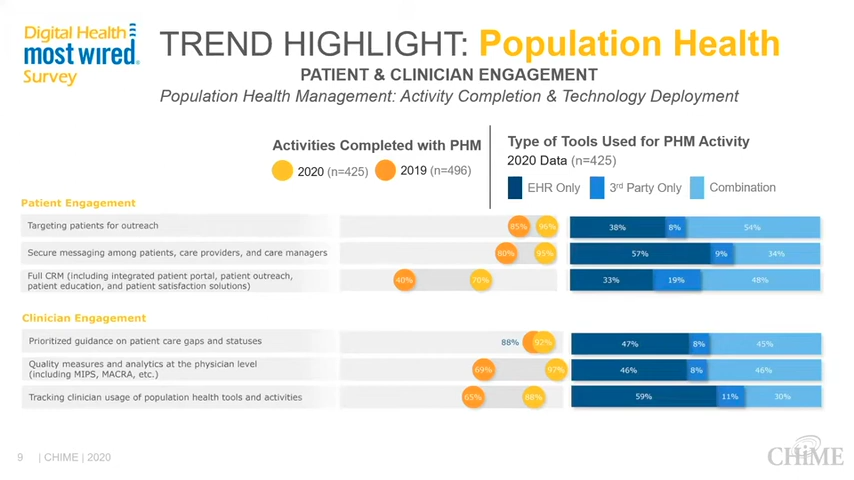 Digital Health
most wired®
Survey
TREND HIGHLIGHT: Population Health
PATIENT & CLINICIAN ENGAGEMENT
Population Health Management: Activity Completion & Technology Deployment
Activities Completed with PHM
2020 (n=425) 2019 (n=496)
Type of Tools Used for PHM Activity
2020 Data (n=425)
EHR Only 3rd Party Only Combination
Patient Engagement
Targeting patients for outreach 85% 96% 38% 8% 54%
Secure messaging among patients, care providers, and care managers 80% 95% 57% 9% 34%
Full CRM (including integrated patient portal, patient outreach,
patient education, and patient satisfaction solutions) 40% 70% 33% 19% 48%
Clinician Engagement
Prioritized guidance on patient care gaps and statuses 88% 92% 47% 8% 45%
Quality measures and analytics at the physician level
(including MIPS, MACRA, etc.) 69% 97% 46% 8% 46%
Tracking clinician usage of population health tools and activities 65% 88% 59% 11% 30%
9 | CHIME | 2020
CHiME